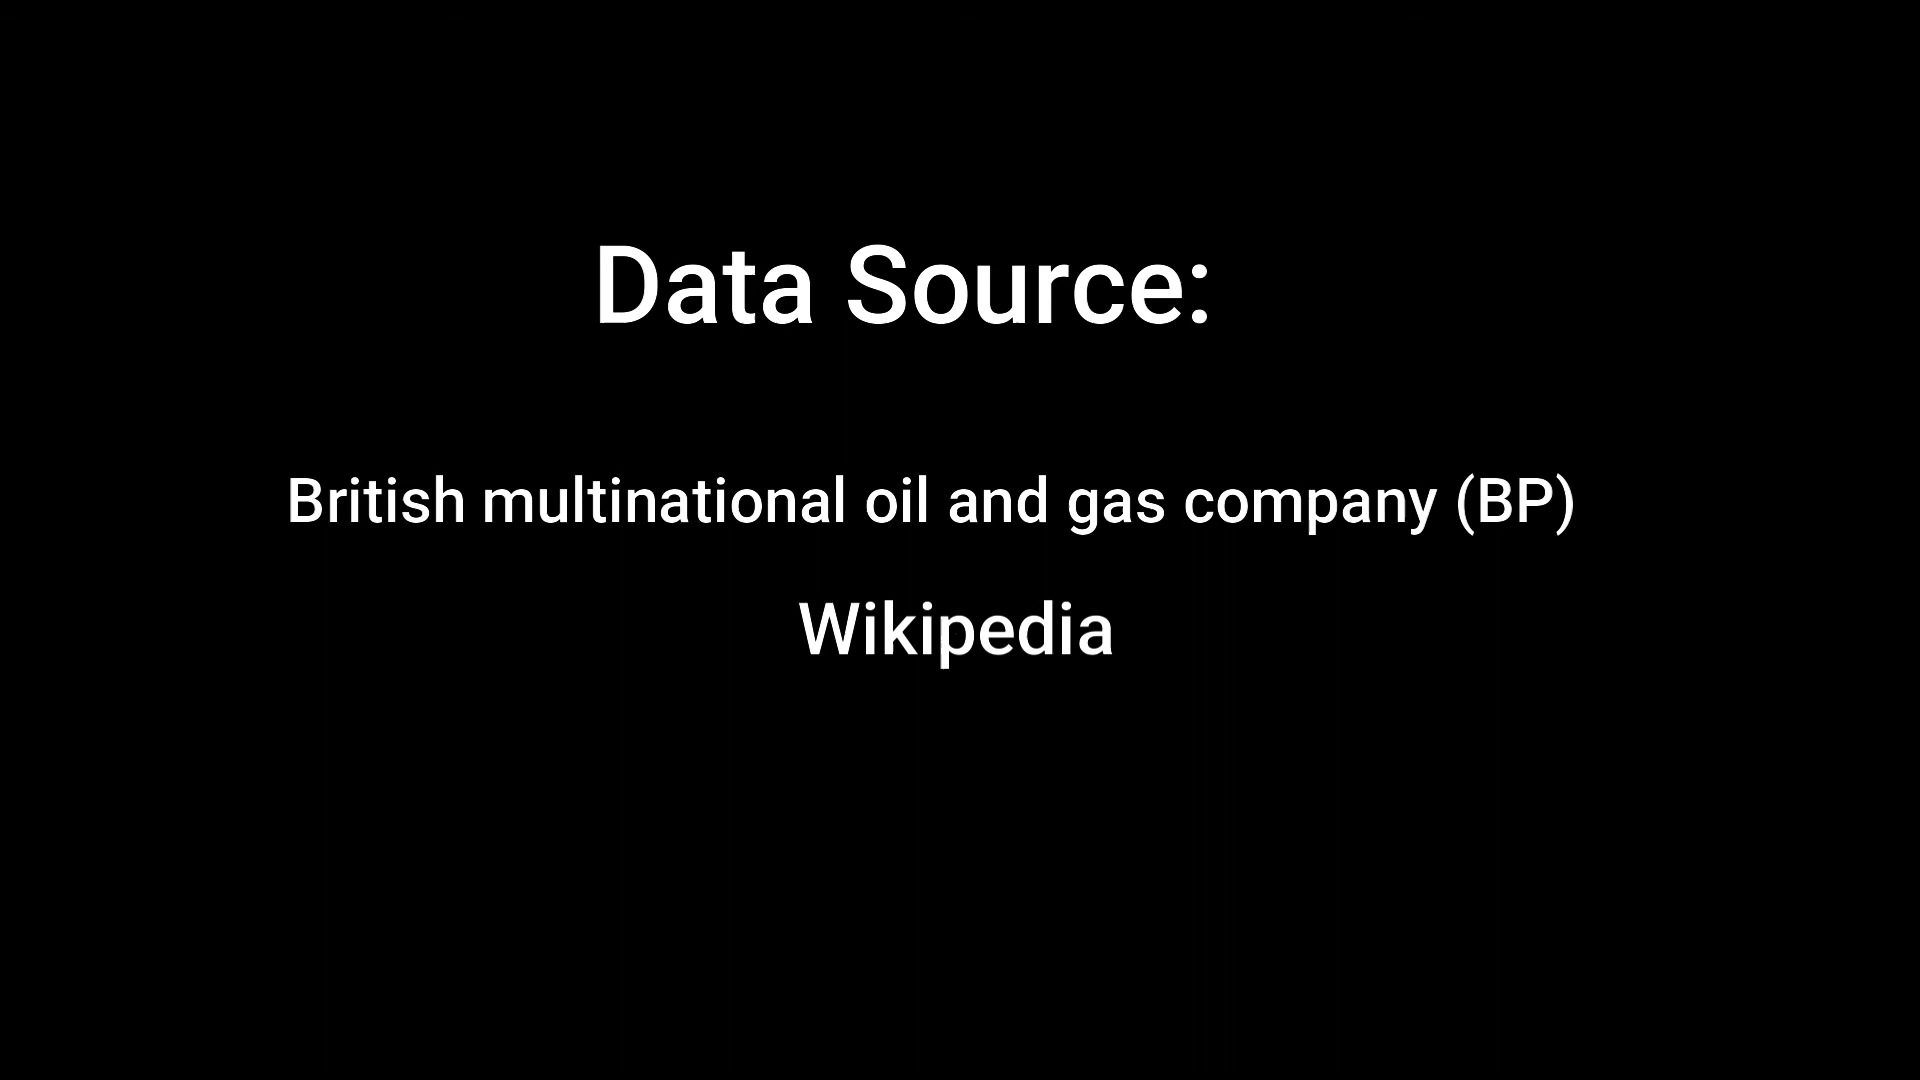 Data Source:
British multinational oil and gas company (BP)
Wikipedia